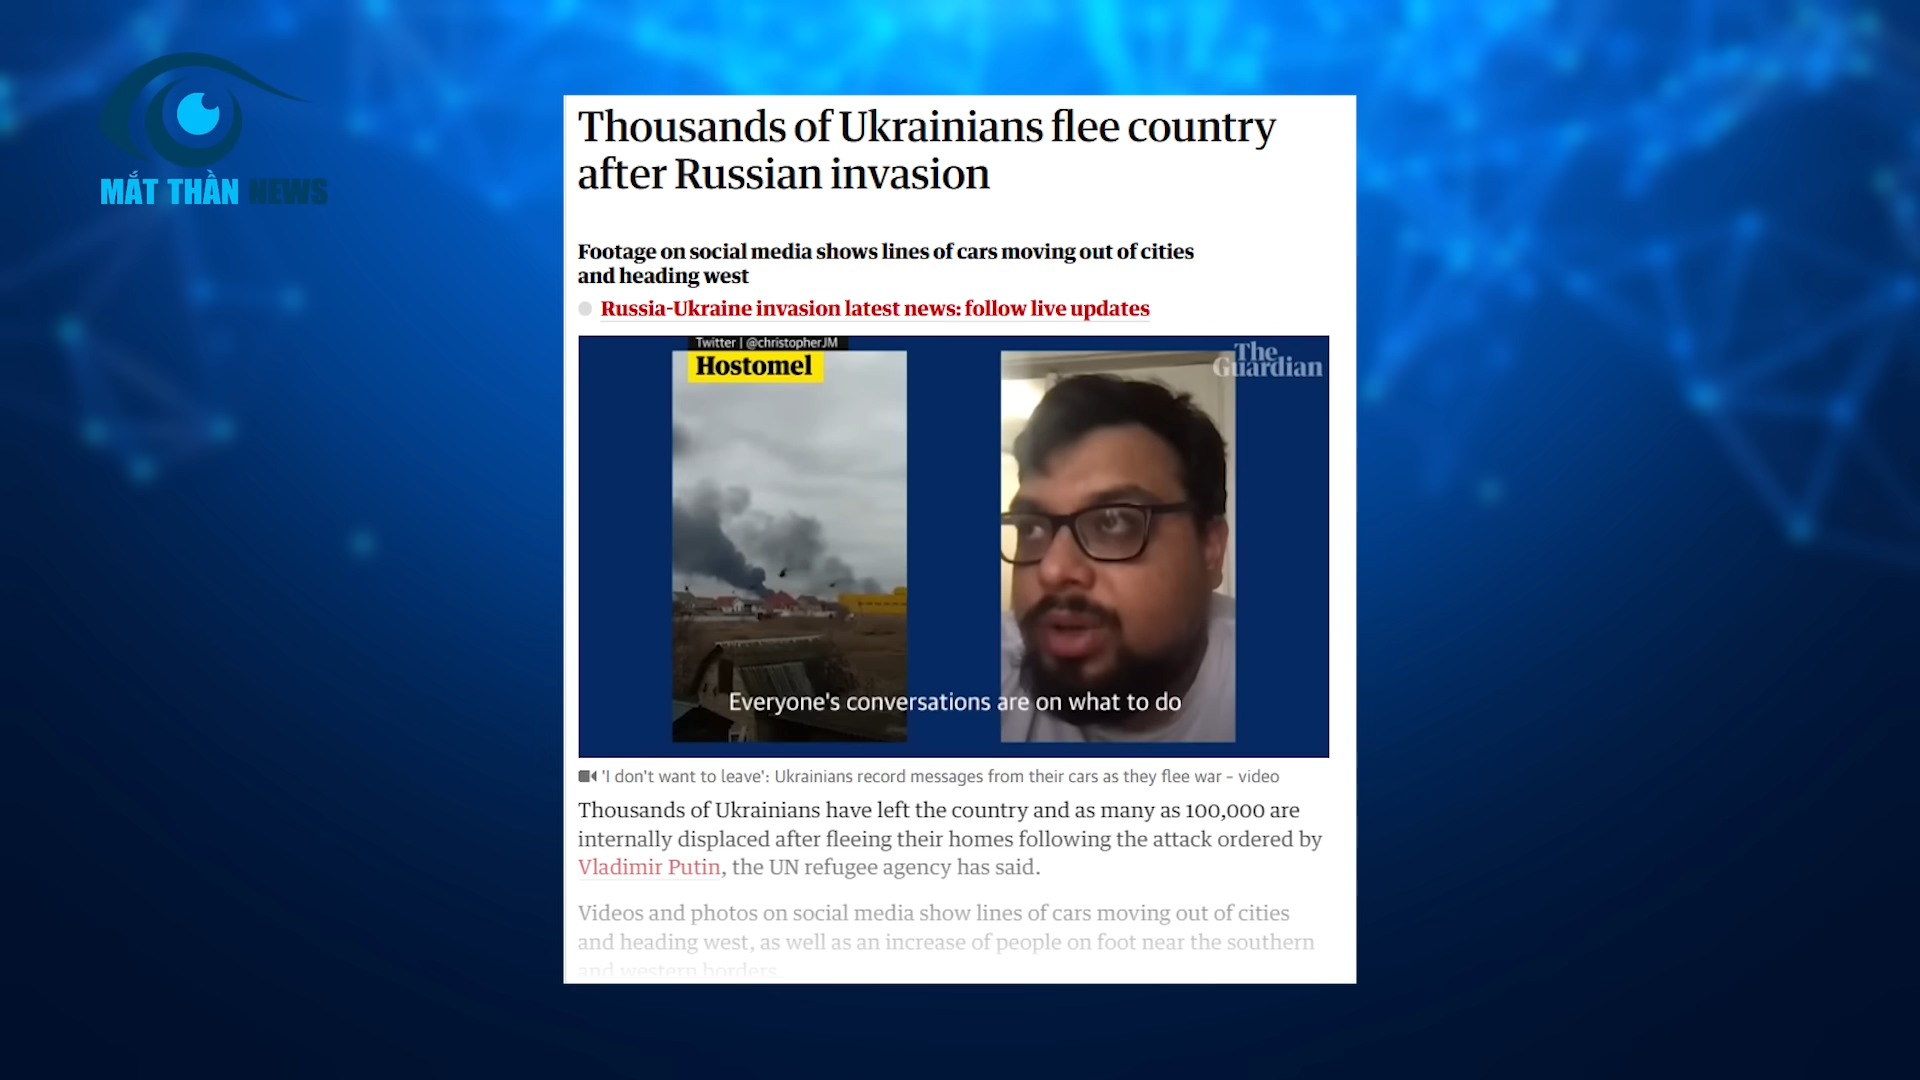 MẮT THẦN NEWS
Thousands of Ukrainians flee country
after Russian invasion
Footage on social media shows lines of cars moving out of cities
and heading west
Russia-Ukraine invasion latest news: follow live updates
Twitter | @christopherJM
Hostomel
The
Guardian
Everyone's conversations are on what to do
'I don't want to leave': Ukrainians record messages from their cars as they flee war – video
Thousands of Ukrainians have left the country and as many as 100,000 are
internally displaced after fleeing their homes following the attack ordered by
Vladimir Putin, the UN refugee agency has said.
Videos and photos on social media show lines of cars moving out of cities
and heading west, as well as an increase of people on foot near the southern
and western borders.